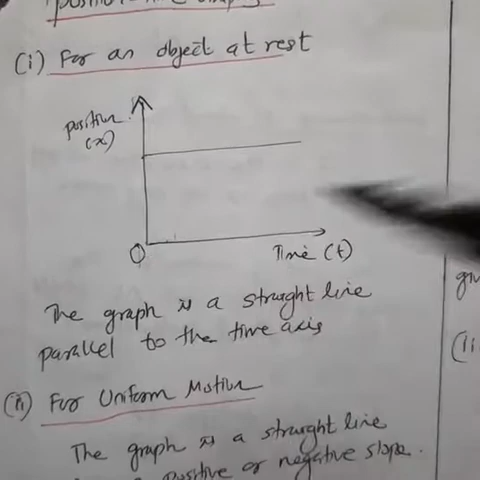 (i) For an object at rest
position
(x)
O
Time (t)
The graph is a straight line
parallel to the time axis
(ii) For Uniform Motion
The graph is a straight line
positive or negative slope.
(ii